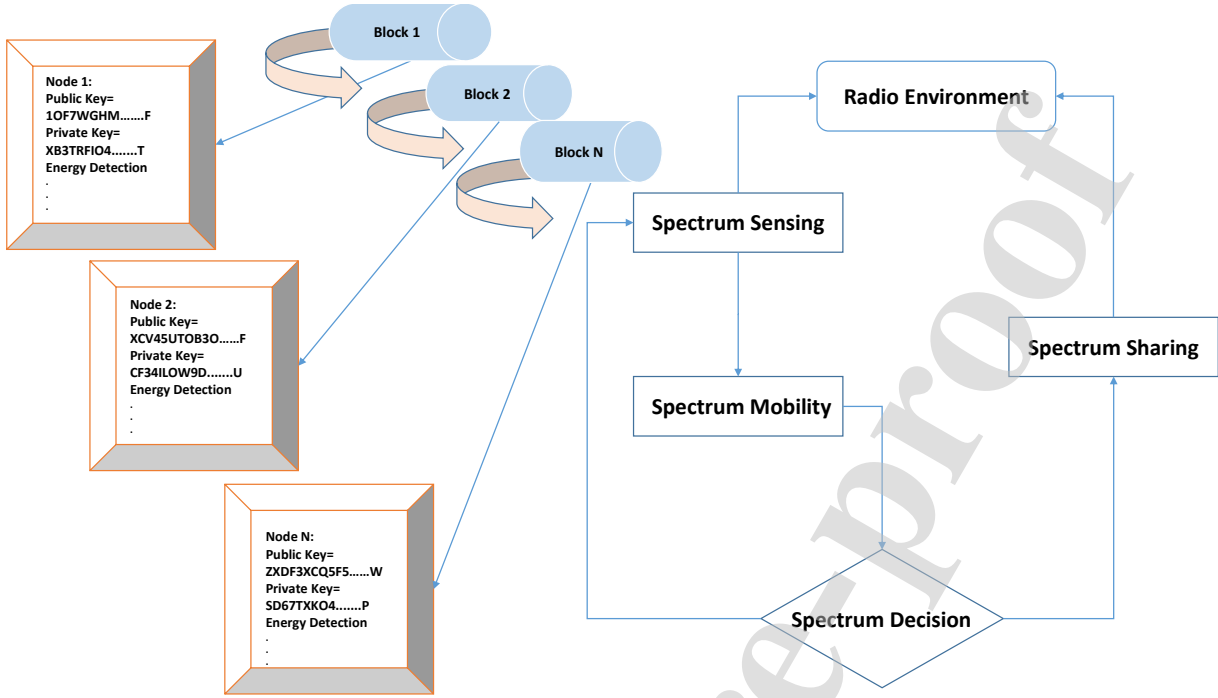 Block 1
Block 2
Block N
Node 1:
Public Key=
1OF7WGHM.......F
Private Key=
XB3TRFIO4.......T
Energy Detection
.
.
.
Node 2:
Public Key=
XCV45UTOB3O......F
Private Key=
CF34ILOW9D.......U
Energy Detection
.
.
.
Node N:
Public Key=
ZXDF3XCQ5F5......W
Private Key=
SD67TXKO4.......P
Energy Detection
.
.
.
Radio Environment
Spectrum Sensing
Spectrum Sharing
Spectrum Mobility
Spectrum Decision
re-proof